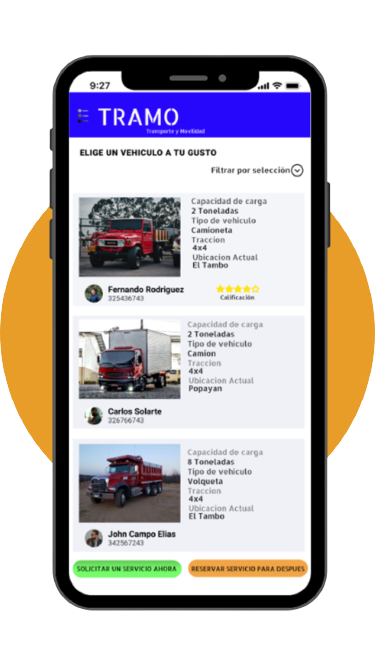 9:27
TRAMO
Transporte y Movilidad
ELIGE UN VEHICULO A TU GUSTO
Filtrar por selección
Capacidad de carga
2 Toneladas
Tipo de vehiculo
Camioneta
Traccion
4x4
Ubicacion Actual
El Tambo
Fernando Rodriguez
325436743
Calificación
Capacidad de carga
2 Toneladas
Tipo de vehiculo
Camion
Traccion
4x4
Ubicacion Actual
Popayan
Carlos Solarte
326766743
Capacidad de carga
8 Toneladas
Tipo de vehiculo
Volqueta
Traccion
4x4
Ubicacion Actual
El Tambo
John Campo Elias
342567243
SOLICITAR UN SERVICIO AHORA
RESERVAR SERVICIO PARA DESPUES